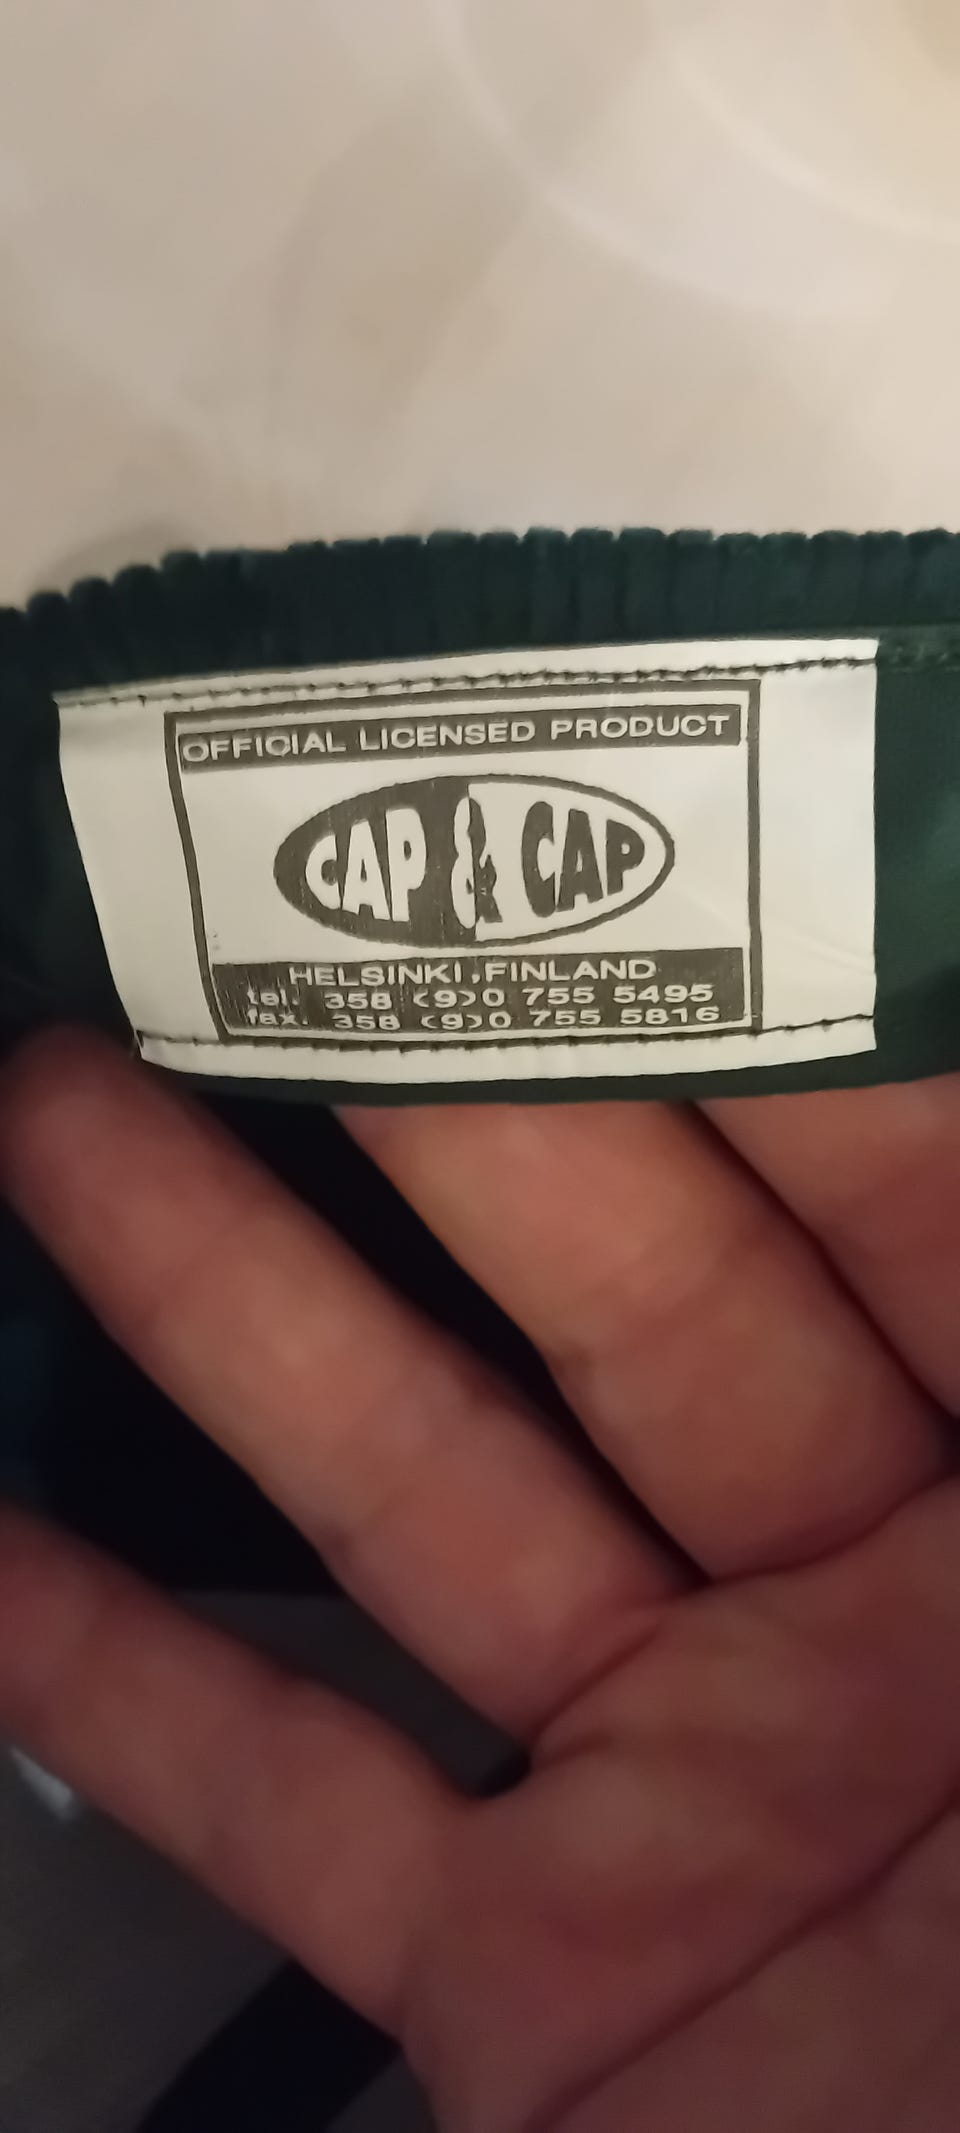 OFFICIAL LICENSED PRODUCT
CAP & CAP
HELSINKI, FINLAND
tel. 358 (9)0 755 5495
fax. 358 (9)0 755 5816